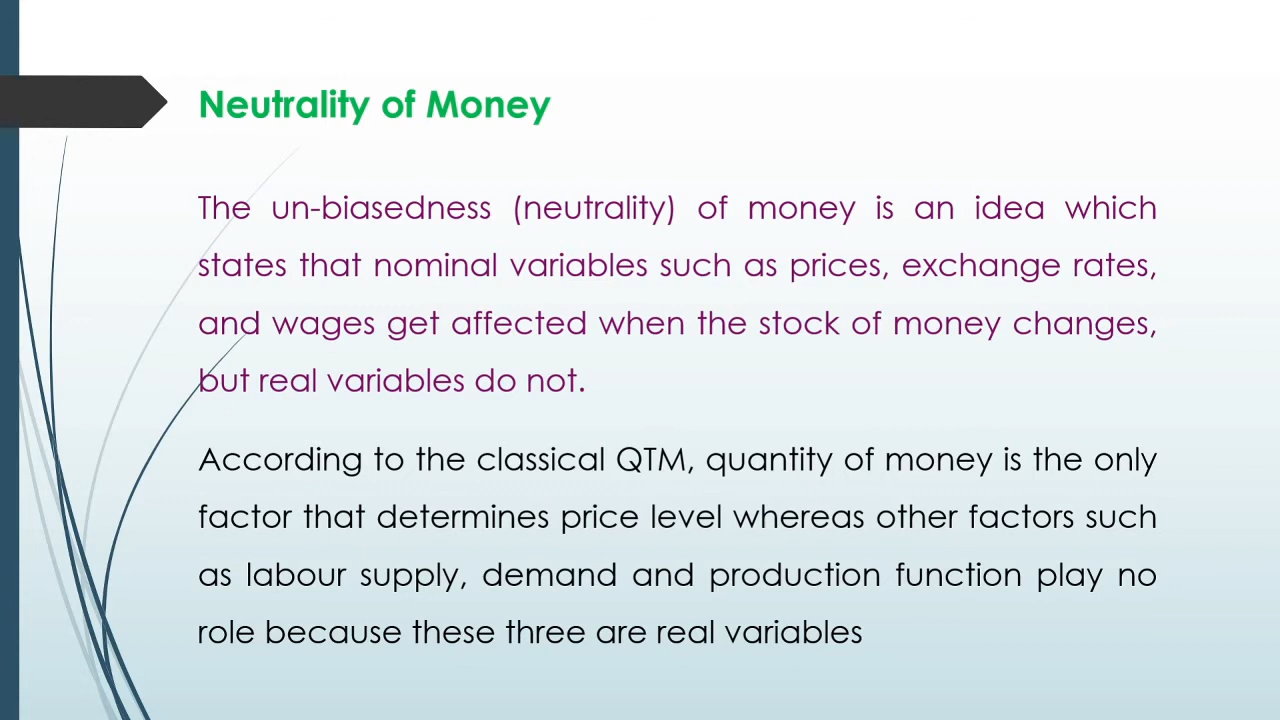 Neutrality of Money
The un-biasedness (neutrality) of money is an idea which
states that nominal variables such as prices, exchange rates,
and wages get affected when the stock of money changes,
but real variables do not.
According to the classical QTM, quantity of money is the only
factor that determines price level whereas other factors such
as labour supply, demand and production function play no
role because these three are real variables